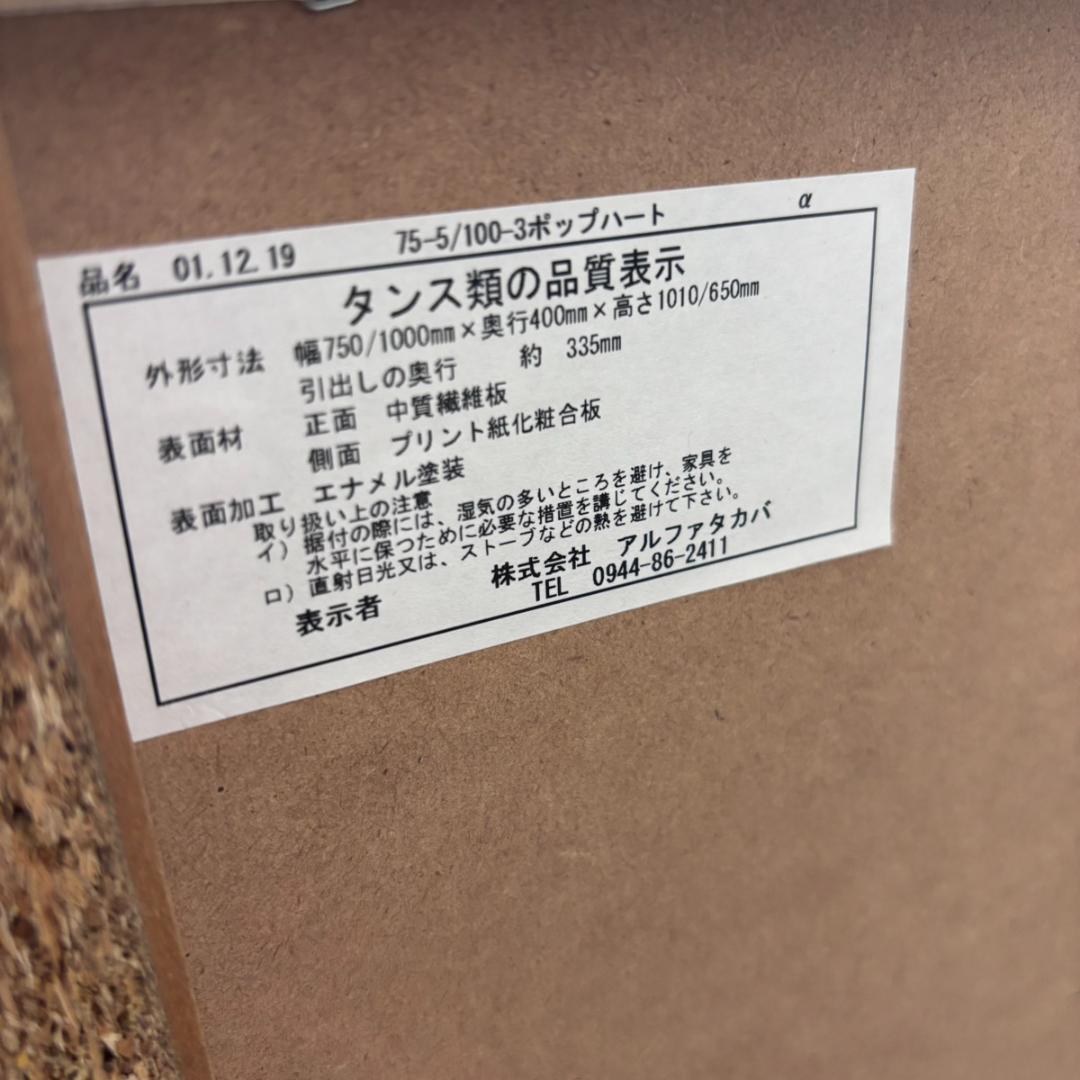 品名 01.12.19 75-5/100-3ポップハート α
タンス類の品質表示
外形寸法 幅750/1000mm×奥行400mm×高さ1010/650mm
引出しの奥行 約 335mm
表面材 正面 中質繊維板
側面 プリント紙化粧合板
表面加工 エナメル塗装
取り扱い上の注意
イ) 据付の際には、湿気の多いところを避け、家具を
水平に保つために必要な措置を講じてください。
ロ) 直射日光又は、ストーブなどの熱を避けて下さい。
表示者 株式会社 アルファタカバ
TEL 0944-86-2411